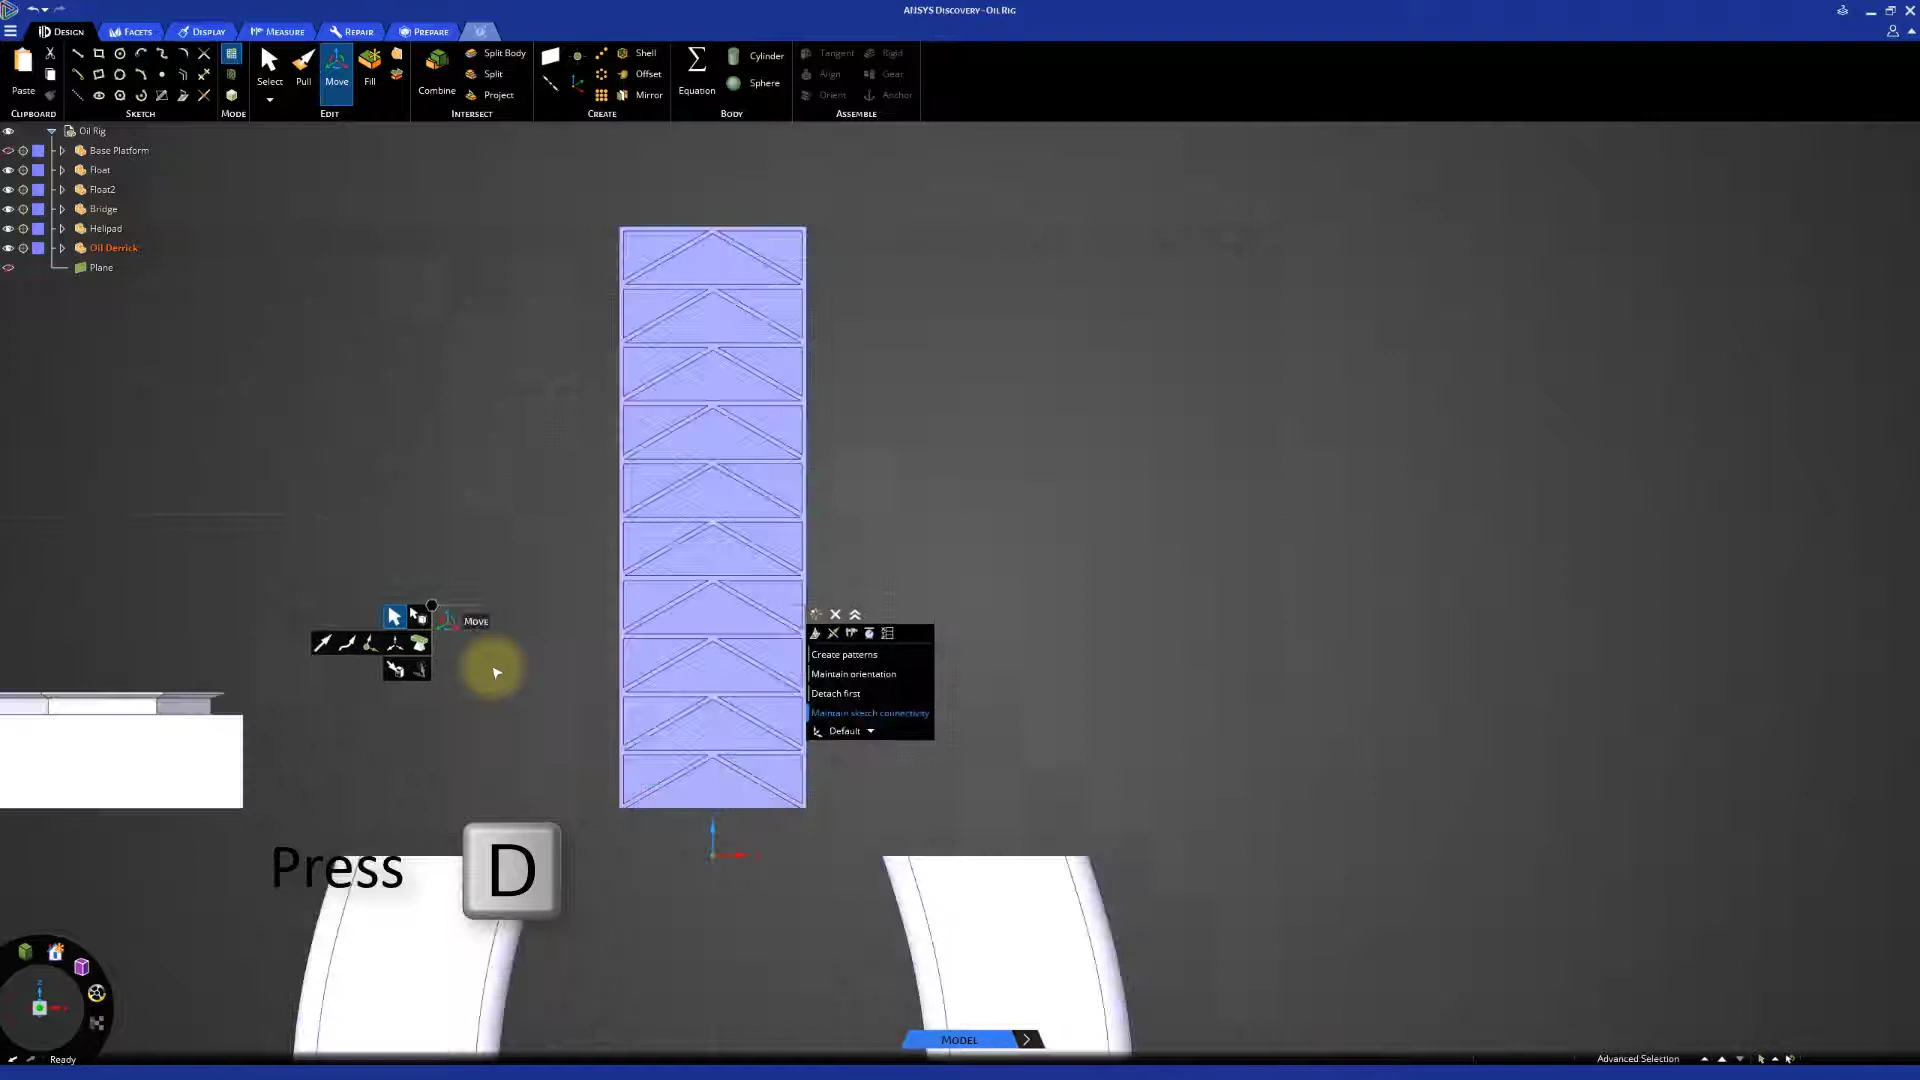 ANSYS Discovery - Oil Rig
Design
Facets
Display
Measure
Repair
Prepare
Paste
Select
Pull
Move
Fill
Combine
Split Body
Split
Project
Shell
Offset
Mirror
Equation
Cylinder
Sphere
Tangent
Rigid
Align
Gear
Orient
Anchor
Clipboard
Sketch
Mode
Edit
Intersect
Create
Body
Assemble
Oil Rig
Base Platform
Float
Float2
Bridge
Helipad
Oil Derrick
Plane
Move
Create patterns
Maintain orientation
Detach first
Maintain sketch connectivity
Default
Press D
Z
Model
Ready
Advanced Selection